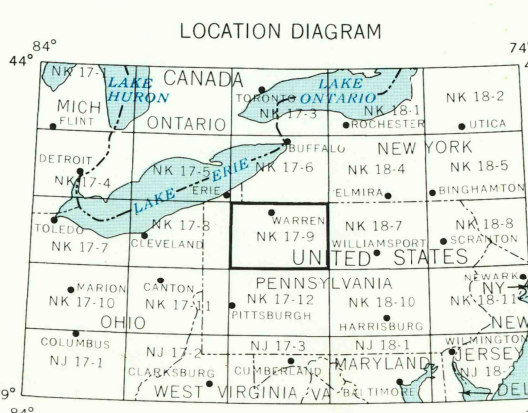 LOCATION DIAGRAM
84°
74°
44°
NK 17-1
LAKE
HURON
CANADA
LAKE
ONTARIO
TORONTO
NK 17-3
MICH
FLINT
ONTARIO
NK 18-1
ROCHESTER
NK 18-2
UTICA
BUFFALO
NEW YORK
DETROIT
NK 17-4
NK 17-5
LAKE ERIE
NK 17-6
ERIE
NK 18-4
ELMIRA
NK 18-5
BINGHAMTON
TOLEDO
NK 17-7
NK 17-8
CLEVELAND
WARREN
NK 17-9
NK 18-7
WILLIAMSPORT
NK 18-8
SCRANTON
UNITED STATES
MARION
NK 17-10
CANTON
NK 17-11
PENNSYLVANIA
NK 17-12
PITTSBURGH
NK 18-10
HARRISBURG
NEWARK
NY
NK 18-11
OHIO
NEW
COLUMBUS
NJ 17-1
NJ 17-2
CLARKSBURG
NJ 17-3
CUMBERLAND
NJ 18-1
MARYLAND
BALTIMORE
WILMINGTON
JERSEY
NJ 18-
WEST VIRGINIA
VA
DEL
9°
84°